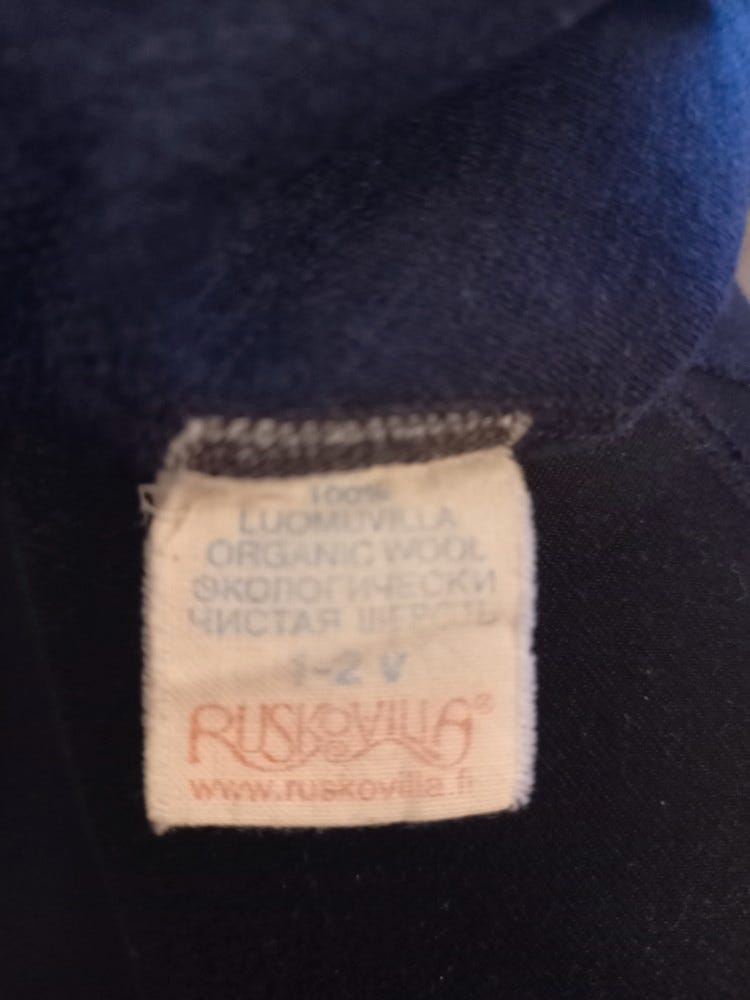 100%
LUOMUVILLA
ORGANIC WOOL
ЭКОЛОГИЧЕСКИ
ЧИСТАЯ ШЕРСТЬ
1-2 V
RUSKOVILLA®
www.ruskovilla.fi